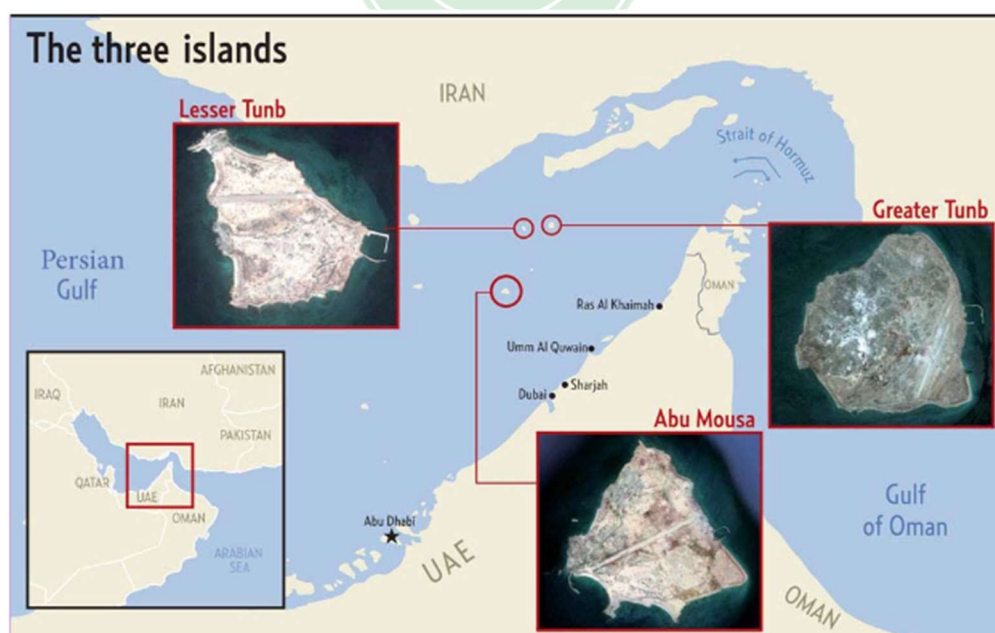 The three islands
Lesser Tunb
IRAN
Strait of Hormuz
Greater Tunb
Persian
Gulf
OMAN
Ras Al Khaimah
Umm Al Quwain
Sharjah
Dubai
Abu Mousa
AFGHANISTAN
IRAQ
IRAN
PAKISTAN
QATAR
UAE
OMAN
ARABIAN
SEA
Abu Dhabi
UAE
Gulf
of Oman
OMAN